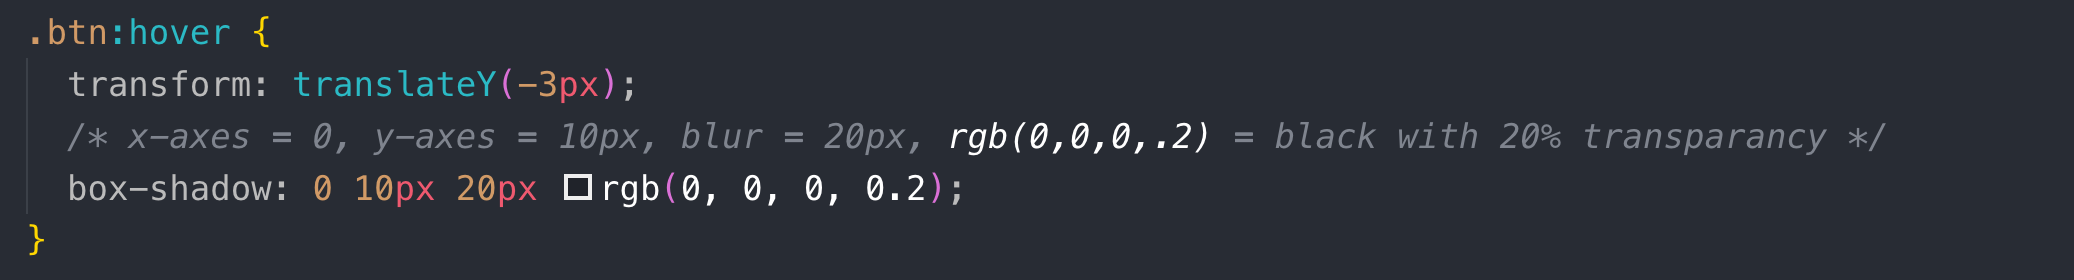 .btn:hover {
transform: translateY(-3px);
/* x-axes = 0, y-axes = 10px, blur = 20px, rgb(0,0,0,.2) = black with 20% transparancy */
box-shadow: 0 10px 20px rgb(0, 0, 0, 0.2);
}